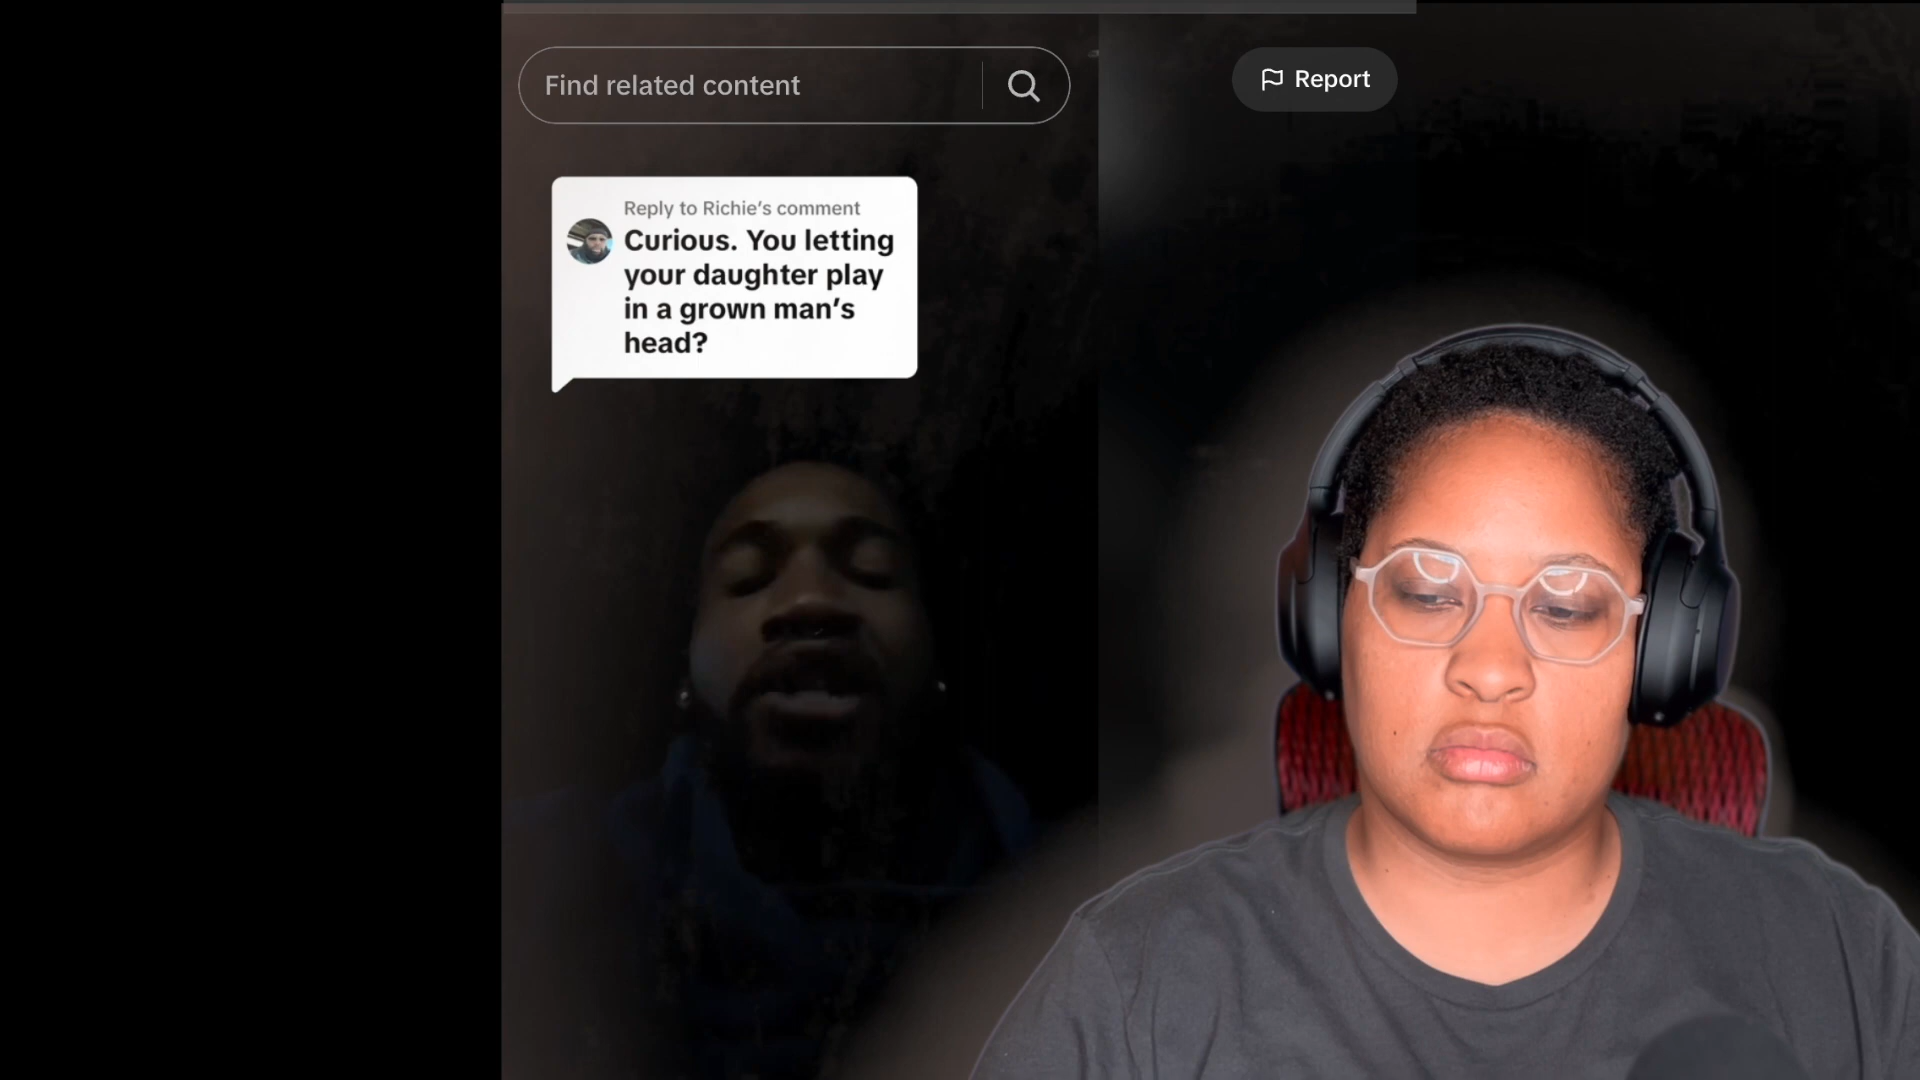 Find related content
Report
Reply to Richie’s comment
Curious. You letting
your daughter play
in a grown man’s
head?